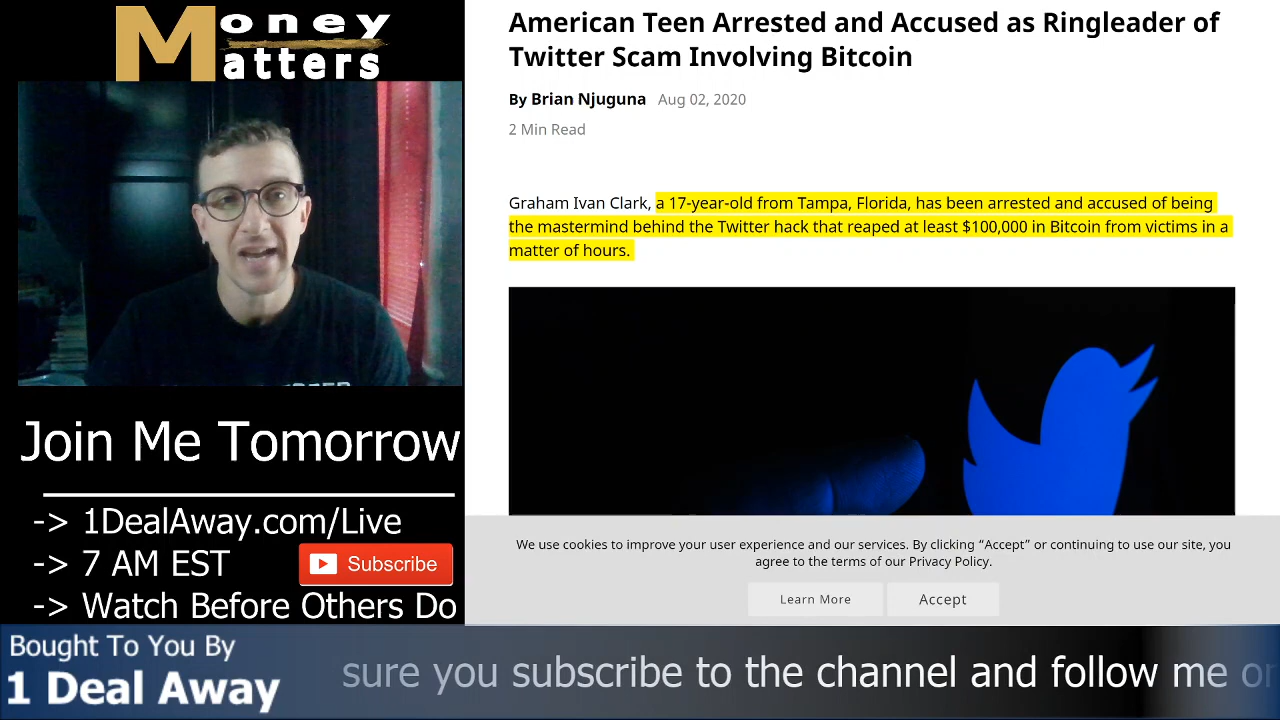 Money
Matters
Join Me Tomorrow
-> 1DealAway.com/Live
-> 7 AM EST
Subscribe
-> Watch Before Others Do
American Teen Arrested and Accused as Ringleader of
Twitter Scam Involving Bitcoin
By Brian Njuguna Aug 02, 2020
2 Min Read
Graham Ivan Clark, a 17-year-old from Tampa, Florida, has been arrested and accused of being
the mastermind behind the Twitter hack that reaped at least $100,000 in Bitcoin from victims in a
matter of hours.
We use cookies to improve your user experience and our services. By clicking “Accept” or continuing to use our site, you
agree to the terms of our Privacy Policy.
Learn More
Accept
Bought To You By
1 Deal Away
sure you subscribe to the channel and follow me